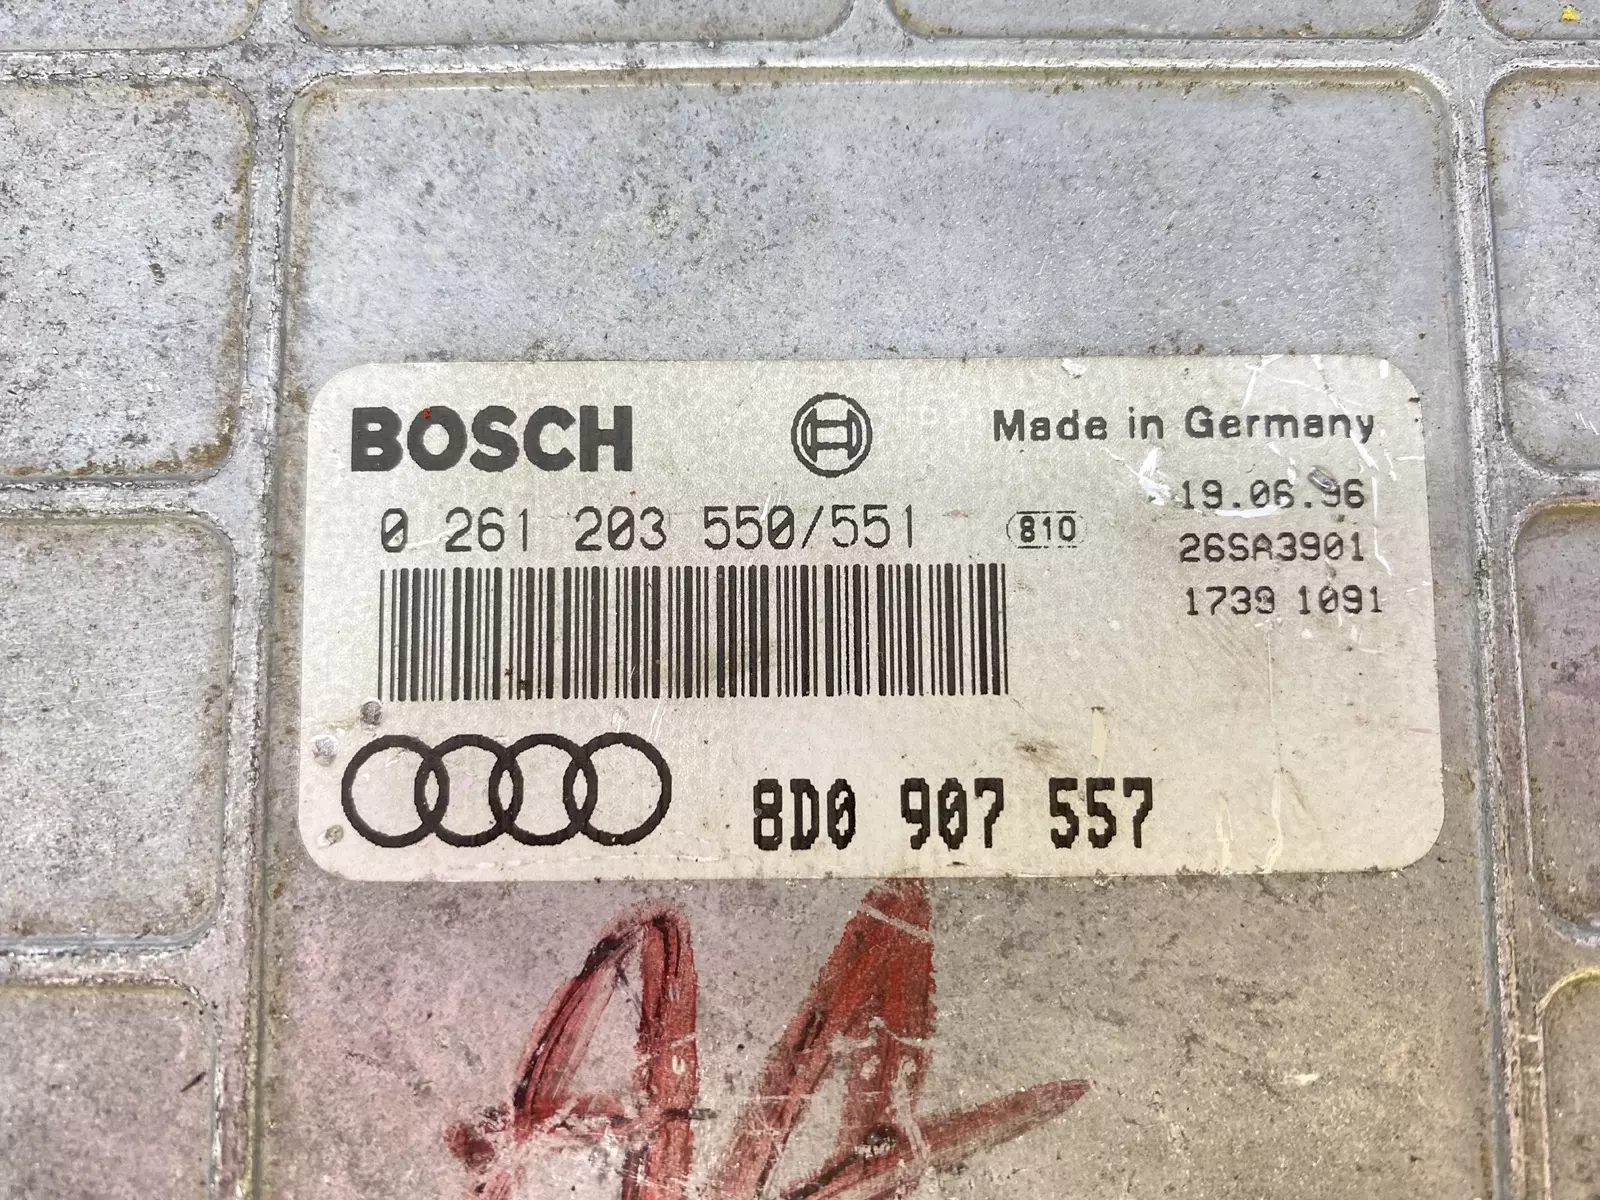 BOSCH
Made in Germany
0 261 203 550/551
810
19.06.96
26SA3901
1739 1091
8D0 907 557
A4